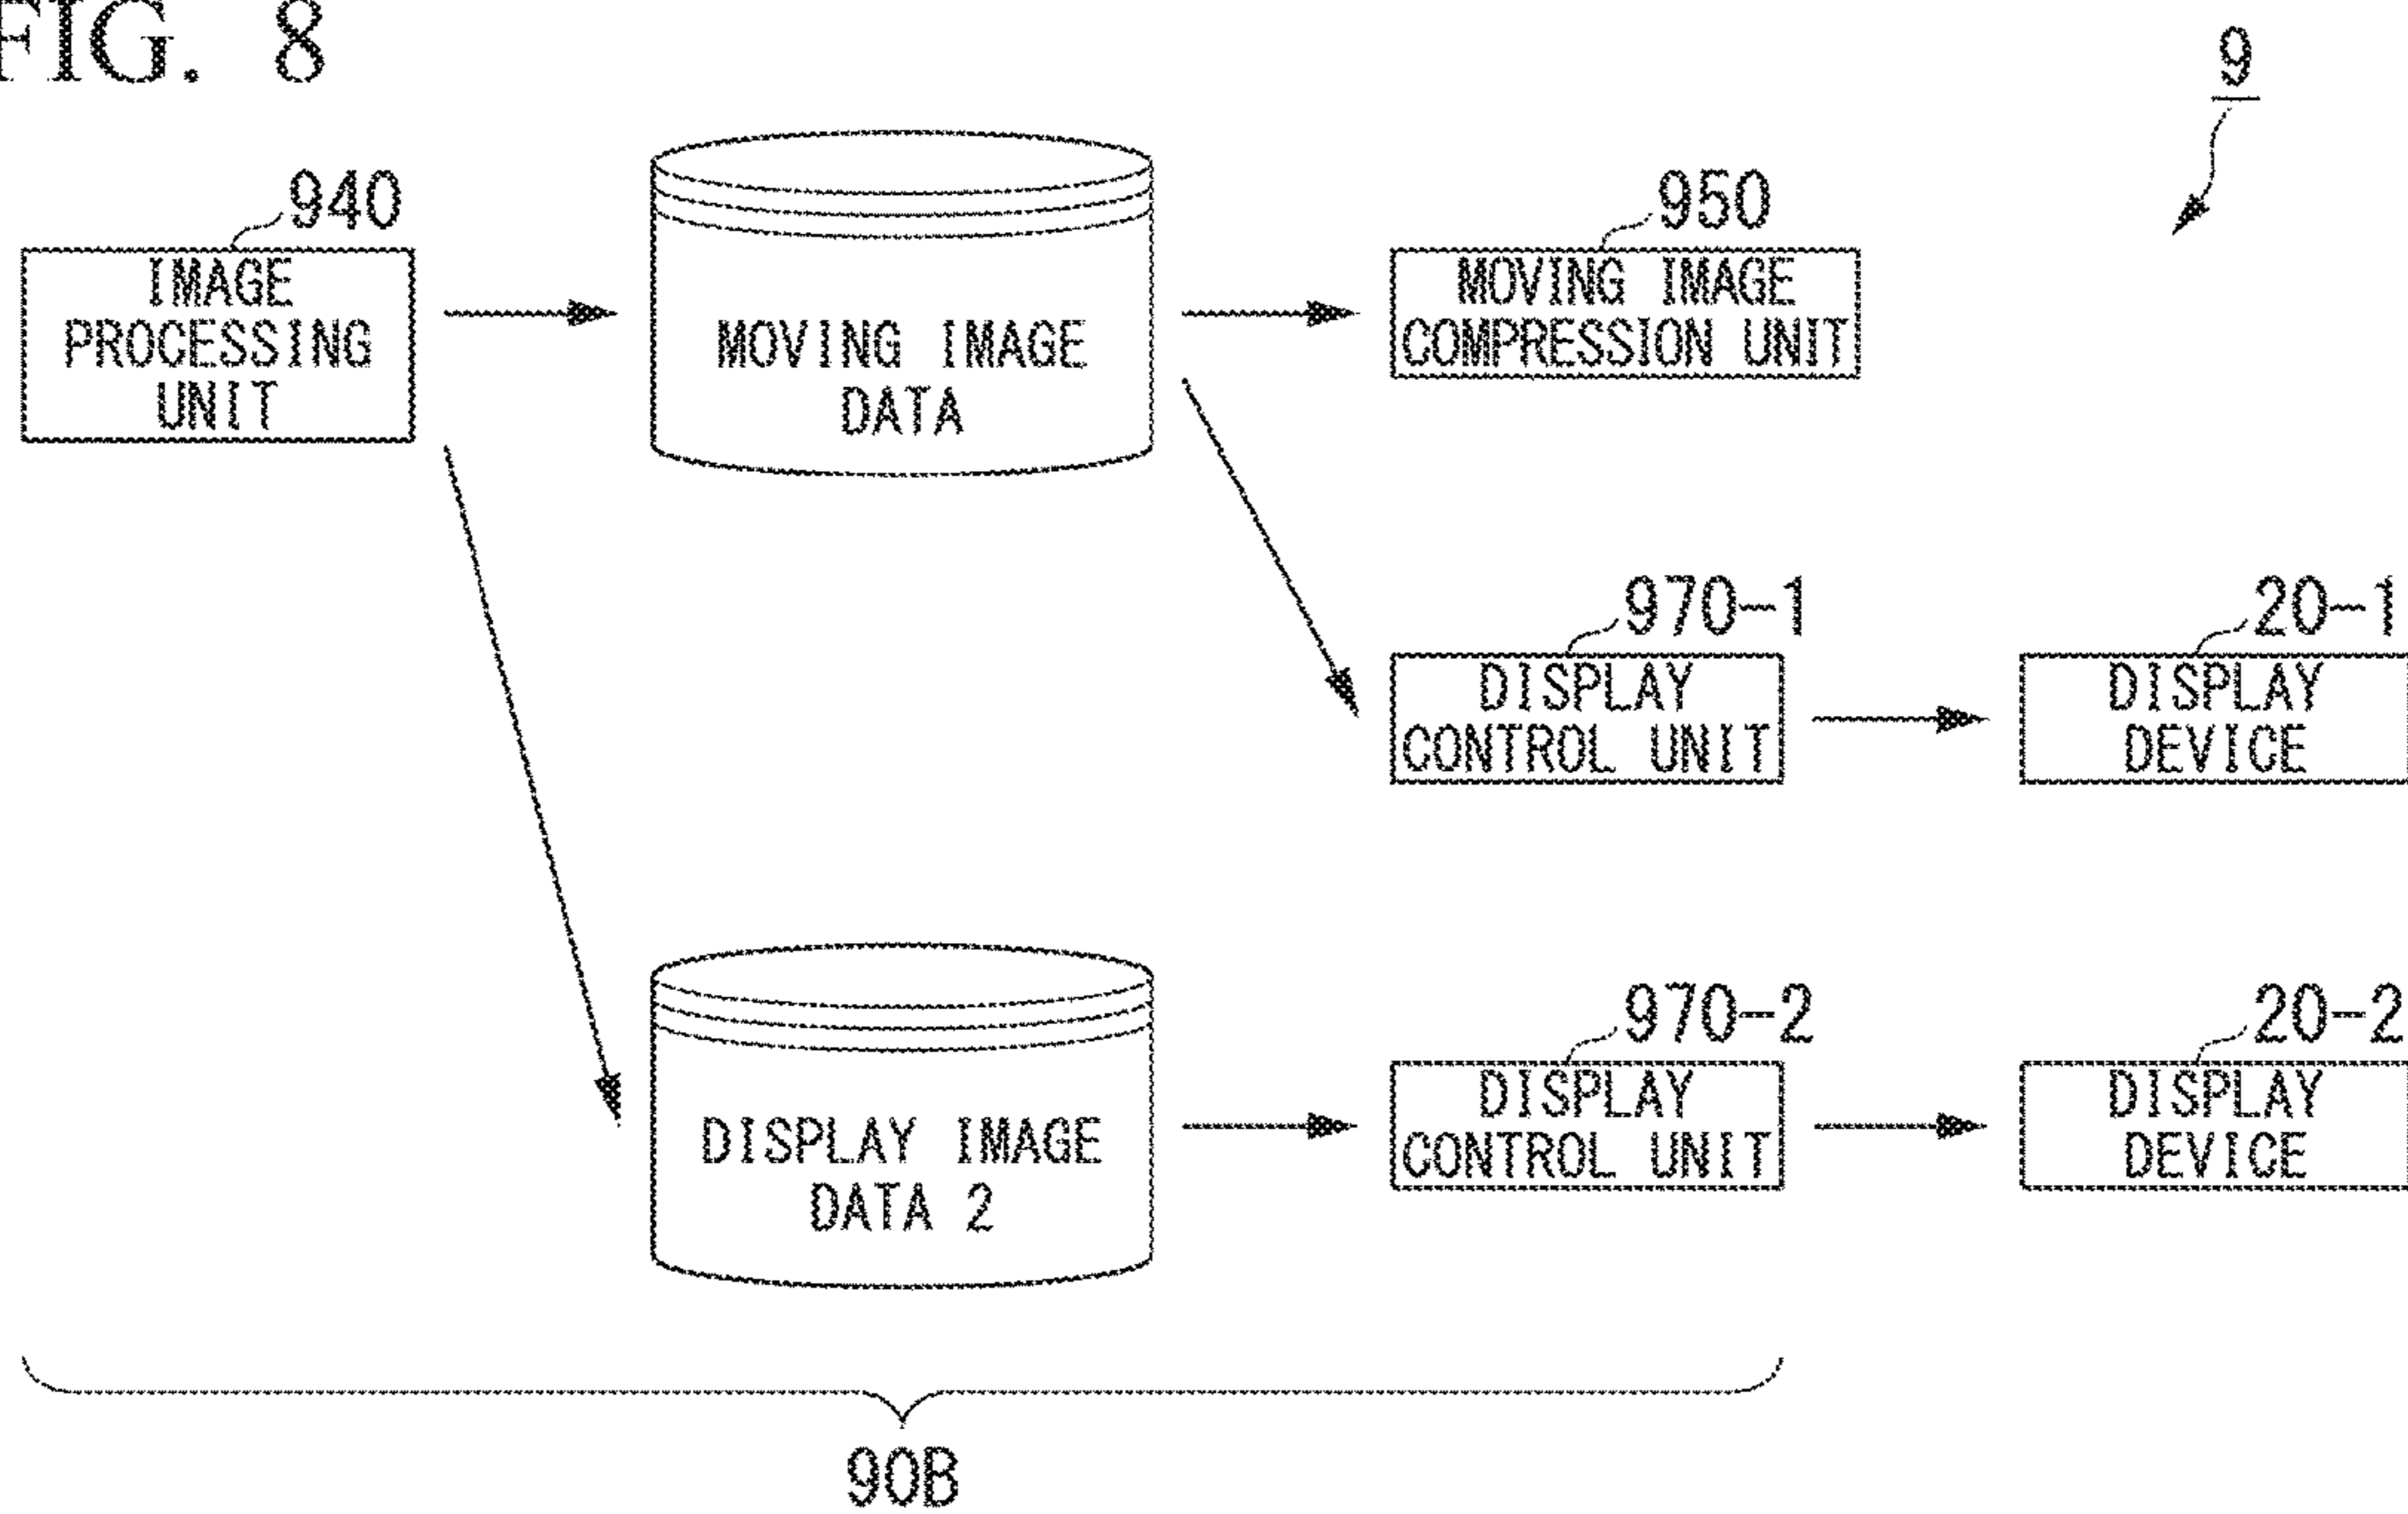 FIG. 8
9
940
IMAGE
PROCESSING
UNIT
MOVING IMAGE
DATA
950
MOVING IMAGE
COMPRESSION UNIT
970-1
DISPLAY
CONTROL UNIT
20-1
DISPLAY
DEVICE
DISPLAY IMAGE
DATA 2
970-2
DISPLAY
CONTROL UNIT
20-2
DISPLAY
DEVICE
90B